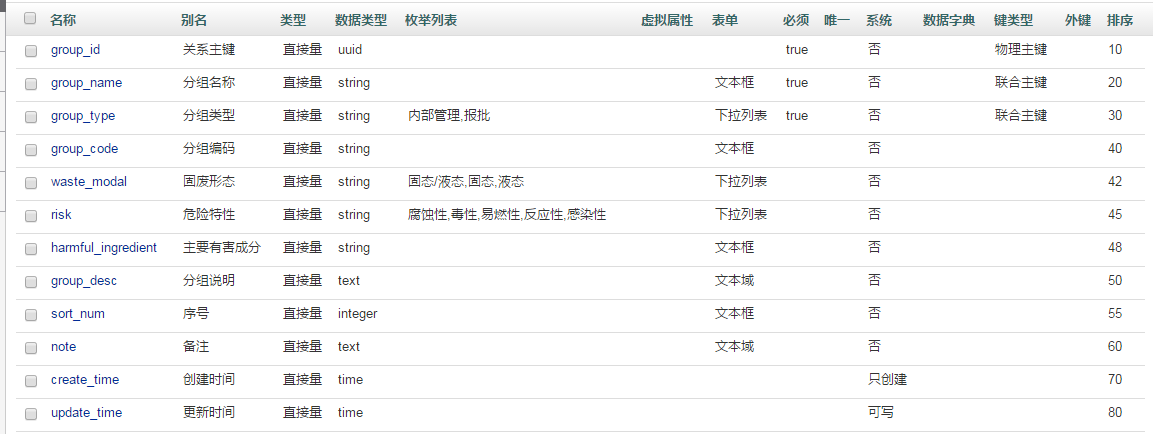 名称 别名 类型 数据类型 枚举列表 虚拟属性 表单 必须 唯一 系统 数据字典 键类型 外键 排序
group_id 关系主键 直接量 uuid true 否 物理主键 10
group_name 分组名称 直接量 string 文本框 true 否 联合主键 20
group_type 分组类型 直接量 string 内部管理,报批 下拉列表 true 否 联合主键 30
group_code 分组编码 直接量 string 文本框 否 40
waste_modal 固废形态 直接量 string 固态/液态,固态,液态 下拉列表 否 42
risk 危险特性 直接量 string 腐蚀性,毒性,易燃性,反应性,感染性 下拉列表 否 45
harmful_ingredient 主要有害成分 直接量 string 文本框 否 48
group_desc 分组说明 直接量 text 文本域 否 50
sort_num 序号 直接量 integer 文本框 否 55
note 备注 直接量 text 文本域 否 60
create_time 创建时间 直接量 time 只创建 70
update_time 更新时间 直接量 time 可写 80